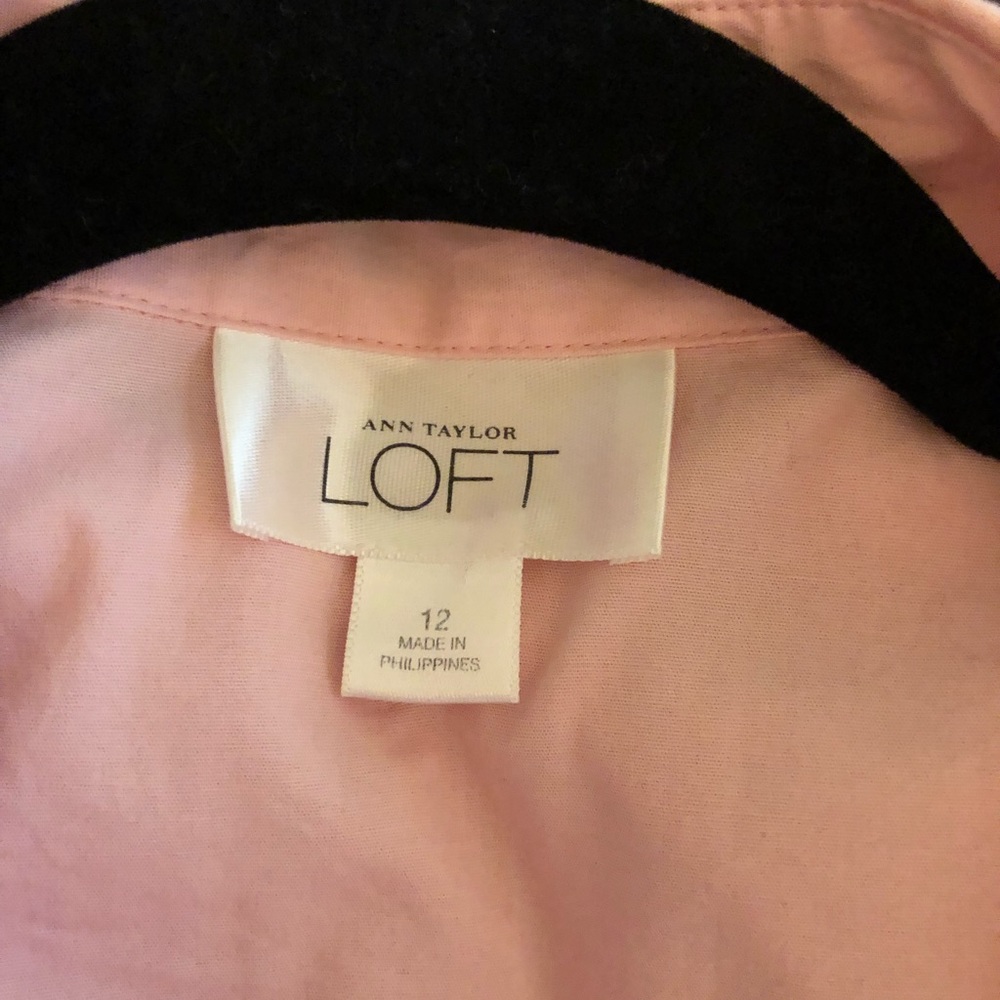 ANN TAYLOR
LOFT
12
MADE IN
PHILIPPINES